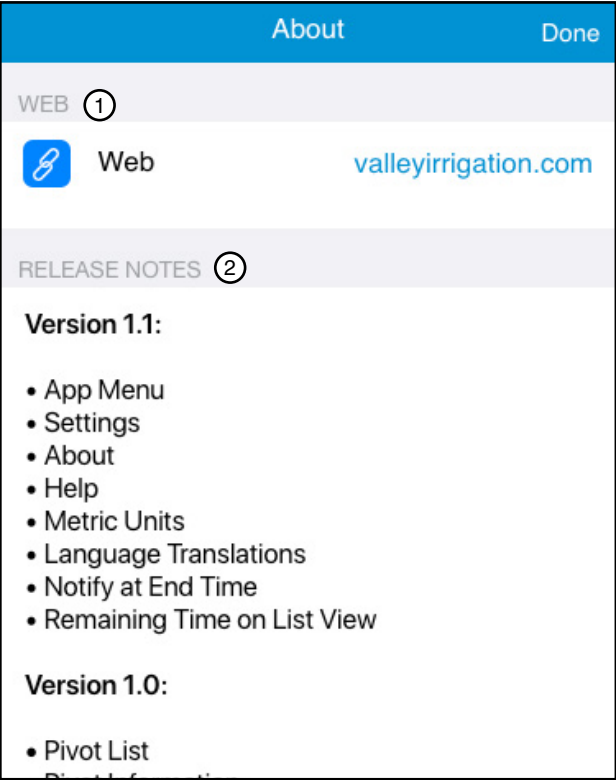 About
Done
WEB 1
Web valleyirrigation.com
RELEASE NOTES 2
Version 1.1:
• App Menu
• Settings
• About
• Help
• Metric Units
• Language Translations
• Notify at End Time
• Remaining Time on List View
Version 1.0:
• Pivot List